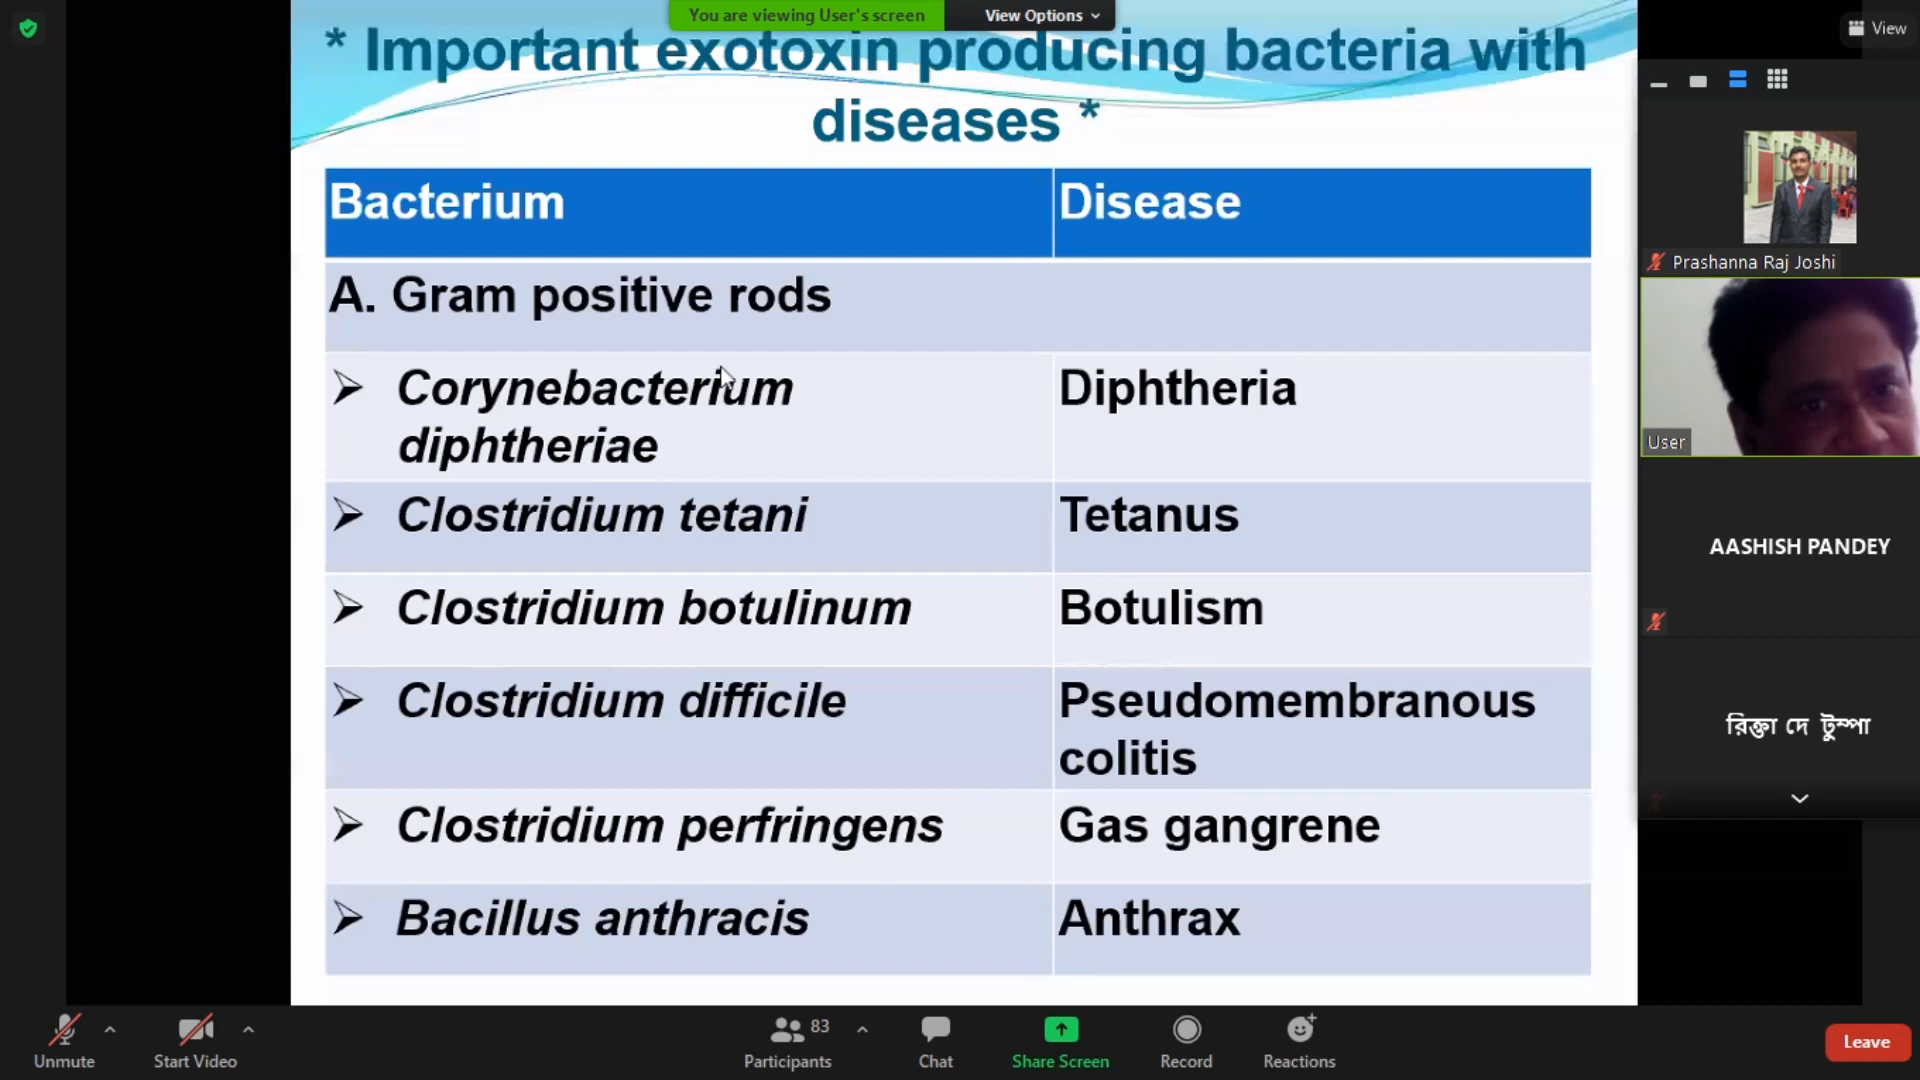 You are viewing User's screen
View Options
View
* Important exotoxin producing bacteria with
diseases *
Bacterium Disease
A. Gram positive rods
➢ Corynebacterium
diphtheriae
Diphtheria
➢ Clostridium tetani Tetanus
➢ Clostridium botulinum Botulism
➢ Clostridium difficile
Pseudomembranous
colitis
➢ Clostridium perfringens Gas gangrene
➢ Bacillus anthracis Anthrax
Prashanna Raj Joshi
User
AASHISH PANDEY
রিক্তা দে টুম্পা
Unmute
Start Video
83
Participants
Chat
Share Screen
Record
Reactions
Leave